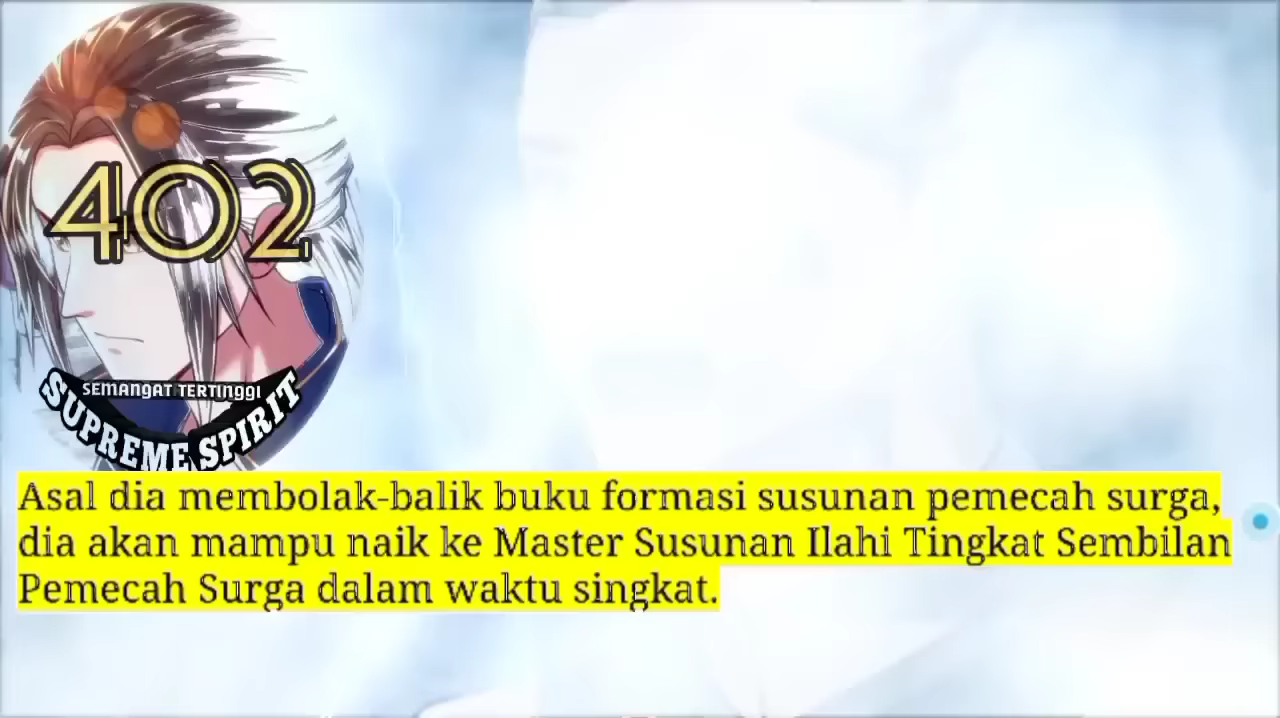 402
SEMANGAT TERTINGGI
SUPREME SPIRIT
Asal dia membolak-balik buku formasi susunan pemecah surga,
dia akan mampu naik ke Master Susunan Ilahi Tingkat Sembilan
Pemecah Surga dalam waktu singkat.